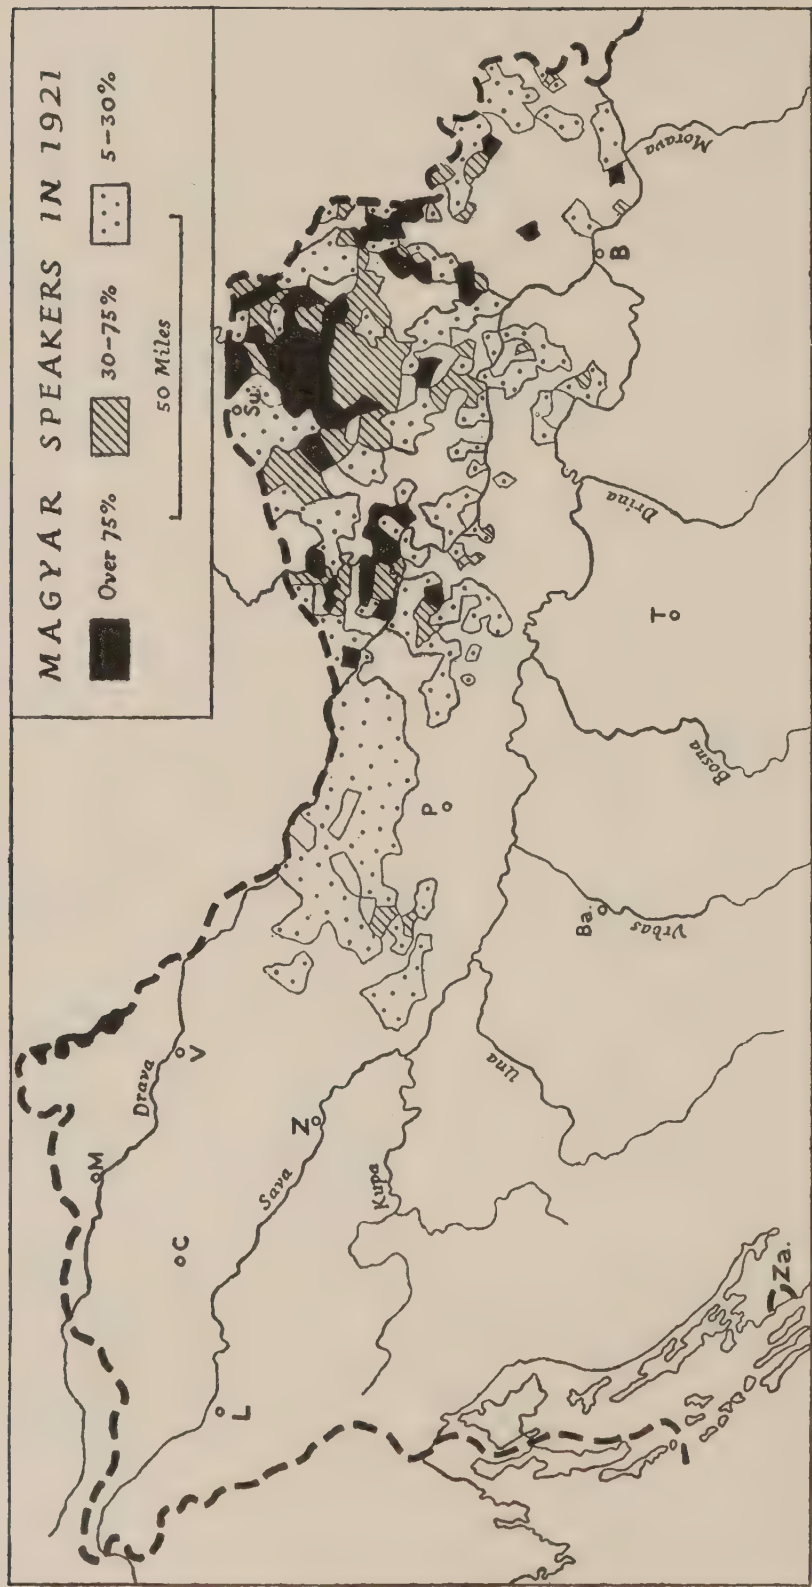 MAGYAR SPEAKERS IN 1921
Over 75%
30–75%
5–30%
50 Miles
Su.
M
Drava
V
C
Sava
Z
L
Kupa
Una
P
Ba.
Vrbas
Bosna
T
Drina
B
Morava
Za.